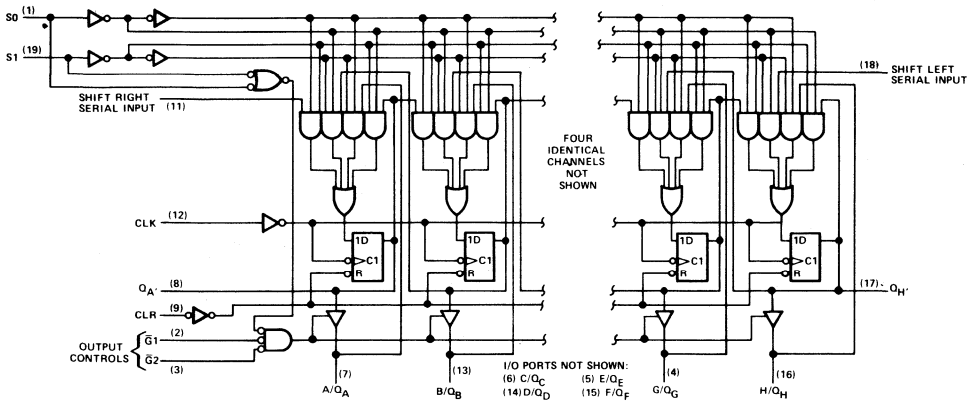 S0 (1)
S1 (19)
(18) SHIFT LEFT
SERIAL INPUT
SHIFT RIGHT
SERIAL INPUT (11)
FOUR
IDENTICAL
CHANNELS
NOT
SHOWN
CLK (12)
1D
C1
R
1D
C1
R
1D
C1
R
1D
C1
R
QA' (8)
(17) QH'
CLR (9)
OUTPUT
CONTROLS
G̅1 (2)
G̅2
(3)
(7)
A/QA
(13)
B/QB
I/O PORTS NOT SHOWN:
(6) C/QC (5) E/QE
(14) D/QD (15) F/QF
(4)
G/QG
(16)
H/QH